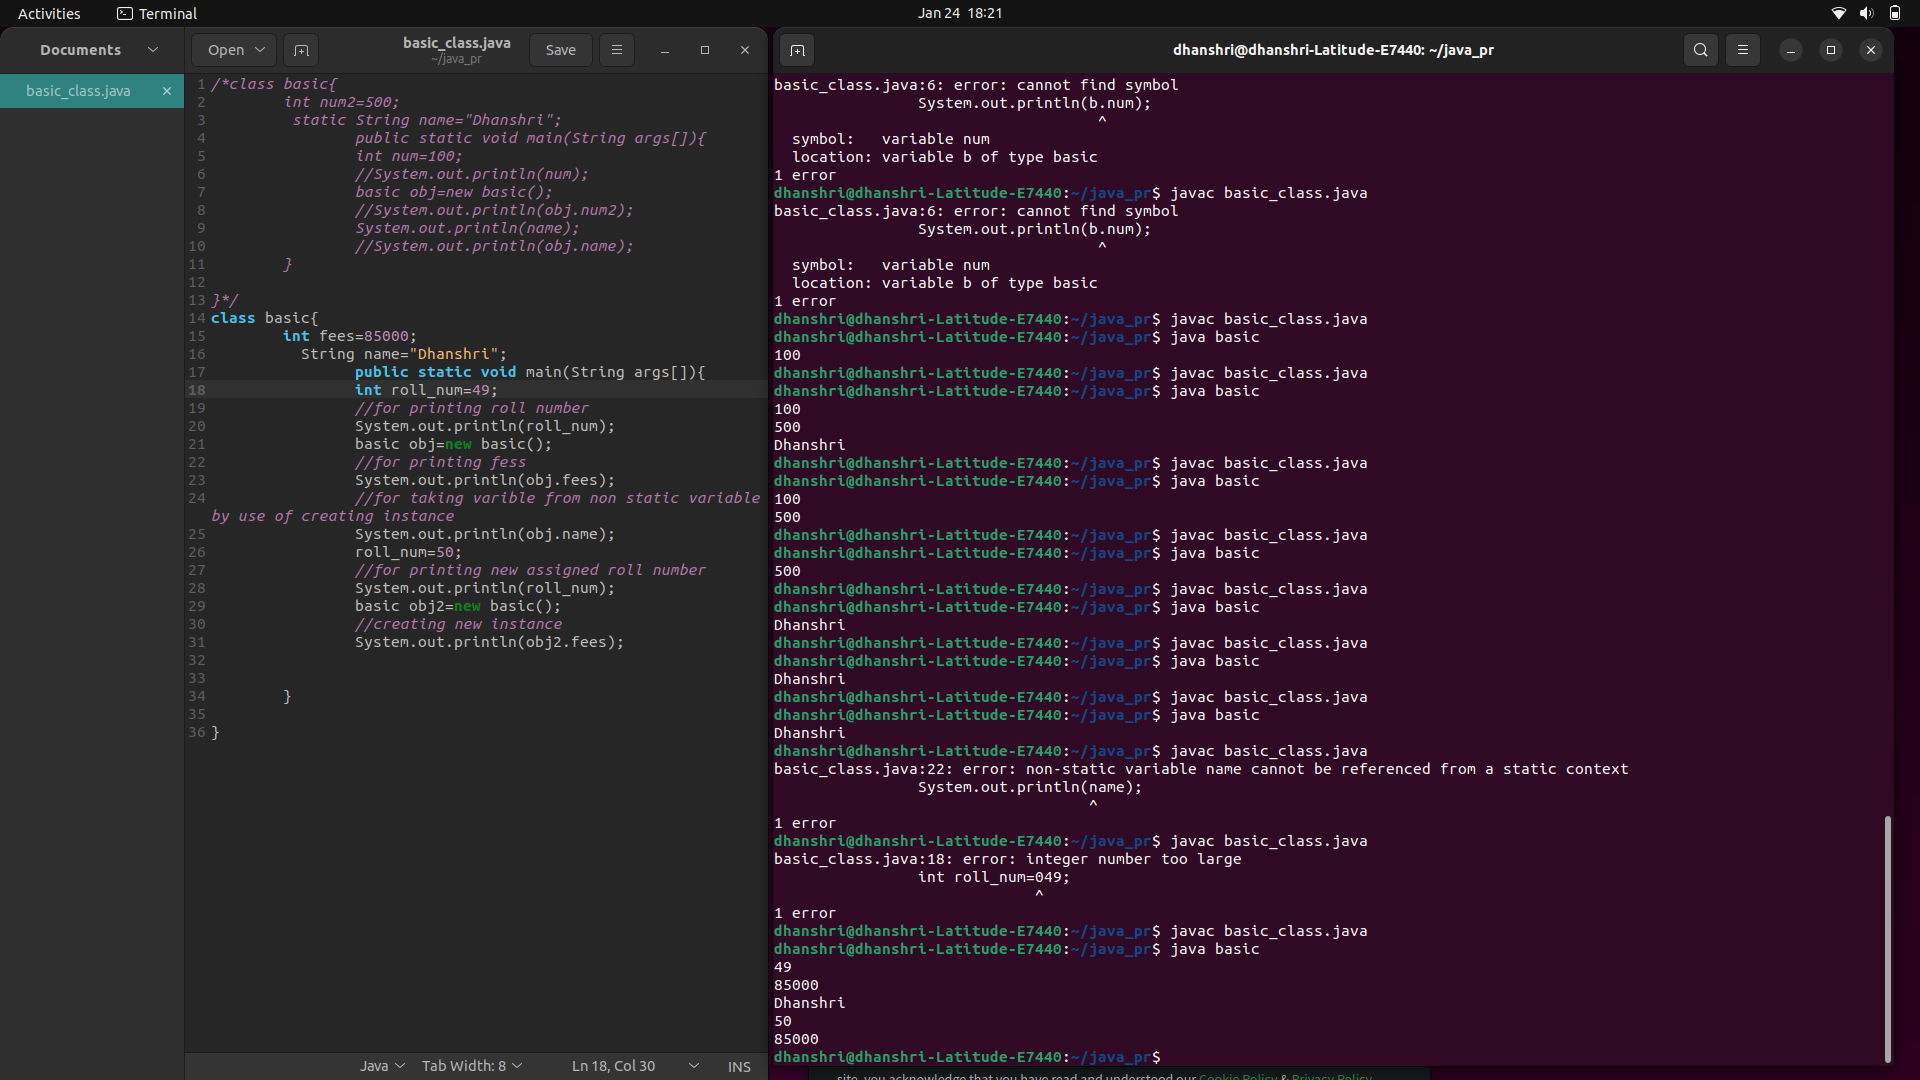 Activities Terminal Jan 24 18:21
Documents Open basic_class.java Save
~/java_pr
basic_class.java
1 /*class basic{
2 int num2=500;
3 static String name="Dhanshri";
4 public static void main(String args[]){
5 int num=100;
6 //System.out.println(num);
7 basic obj=new basic();
8 //System.out.println(obj.num2);
9 System.out.println(name);
10 //System.out.println(obj.name);
11 }
12
13 }*/
14 class basic{
15 int fees=85000;
16 String name="Dhanshri";
17 public static void main(String args[]){
18 int roll_num=49;
19 //for printing roll number
20 System.out.println(roll_num);
21 basic obj=new basic();
22 //for printing fess
23 System.out.println(obj.fees);
24 //for taking varible from non static variable
by use of creating instance
25 System.out.println(obj.name);
26 roll_num=50;
27 //for printing new assigned roll number
28 System.out.println(roll_num);
29 basic obj2=new basic();
30 //creating new instance
31 System.out.println(obj2.fees);
32
33
34 }
35
36 }
Java Tab Width: 8 Ln 18, Col 30 INS
dhanshri@dhanshri-Latitude-E7440: ~/java_pr
basic_class.java:6: error: cannot find symbol
System.out.println(b.num);
^
symbol: variable num
location: variable b of type basic
1 error
dhanshri@dhanshri-Latitude-E7440:~/java_pr$ javac basic_class.java
basic_class.java:6: error: cannot find symbol
System.out.println(b.num);
^
symbol: variable num
location: variable b of type basic
1 error
dhanshri@dhanshri-Latitude-E7440:~/java_pr$ javac basic_class.java
dhanshri@dhanshri-Latitude-E7440:~/java_pr$ java basic
100
dhanshri@dhanshri-Latitude-E7440:~/java_pr$ javac basic_class.java
dhanshri@dhanshri-Latitude-E7440:~/java_pr$ java basic
100
500
Dhanshri
dhanshri@dhanshri-Latitude-E7440:~/java_pr$ javac basic_class.java
dhanshri@dhanshri-Latitude-E7440:~/java_pr$ java basic
100
500
dhanshri@dhanshri-Latitude-E7440:~/java_pr$ javac basic_class.java
dhanshri@dhanshri-Latitude-E7440:~/java_pr$ java basic
500
dhanshri@dhanshri-Latitude-E7440:~/java_pr$ javac basic_class.java
dhanshri@dhanshri-Latitude-E7440:~/java_pr$ java basic
Dhanshri
dhanshri@dhanshri-Latitude-E7440:~/java_pr$ javac basic_class.java
dhanshri@dhanshri-Latitude-E7440:~/java_pr$ java basic
Dhanshri
dhanshri@dhanshri-Latitude-E7440:~/java_pr$ javac basic_class.java
dhanshri@dhanshri-Latitude-E7440:~/java_pr$ java basic
Dhanshri
dhanshri@dhanshri-Latitude-E7440:~/java_pr$ javac basic_class.java
basic_class.java:22: error: non-static variable name cannot be referenced from a static context
System.out.println(name);
^
1 error
dhanshri@dhanshri-Latitude-E7440:~/java_pr$ javac basic_class.java
basic_class.java:18: error: integer number too large
int roll_num=049;
^
1 error
dhanshri@dhanshri-Latitude-E7440:~/java_pr$ javac basic_class.java
dhanshri@dhanshri-Latitude-E7440:~/java_pr$ java basic
49
85000
Dhanshri
50
85000
dhanshri@dhanshri-Latitude-E7440:~/java_pr$
site, you acknowledge that you have read and understood our Cookie Policy & Privacy Policy